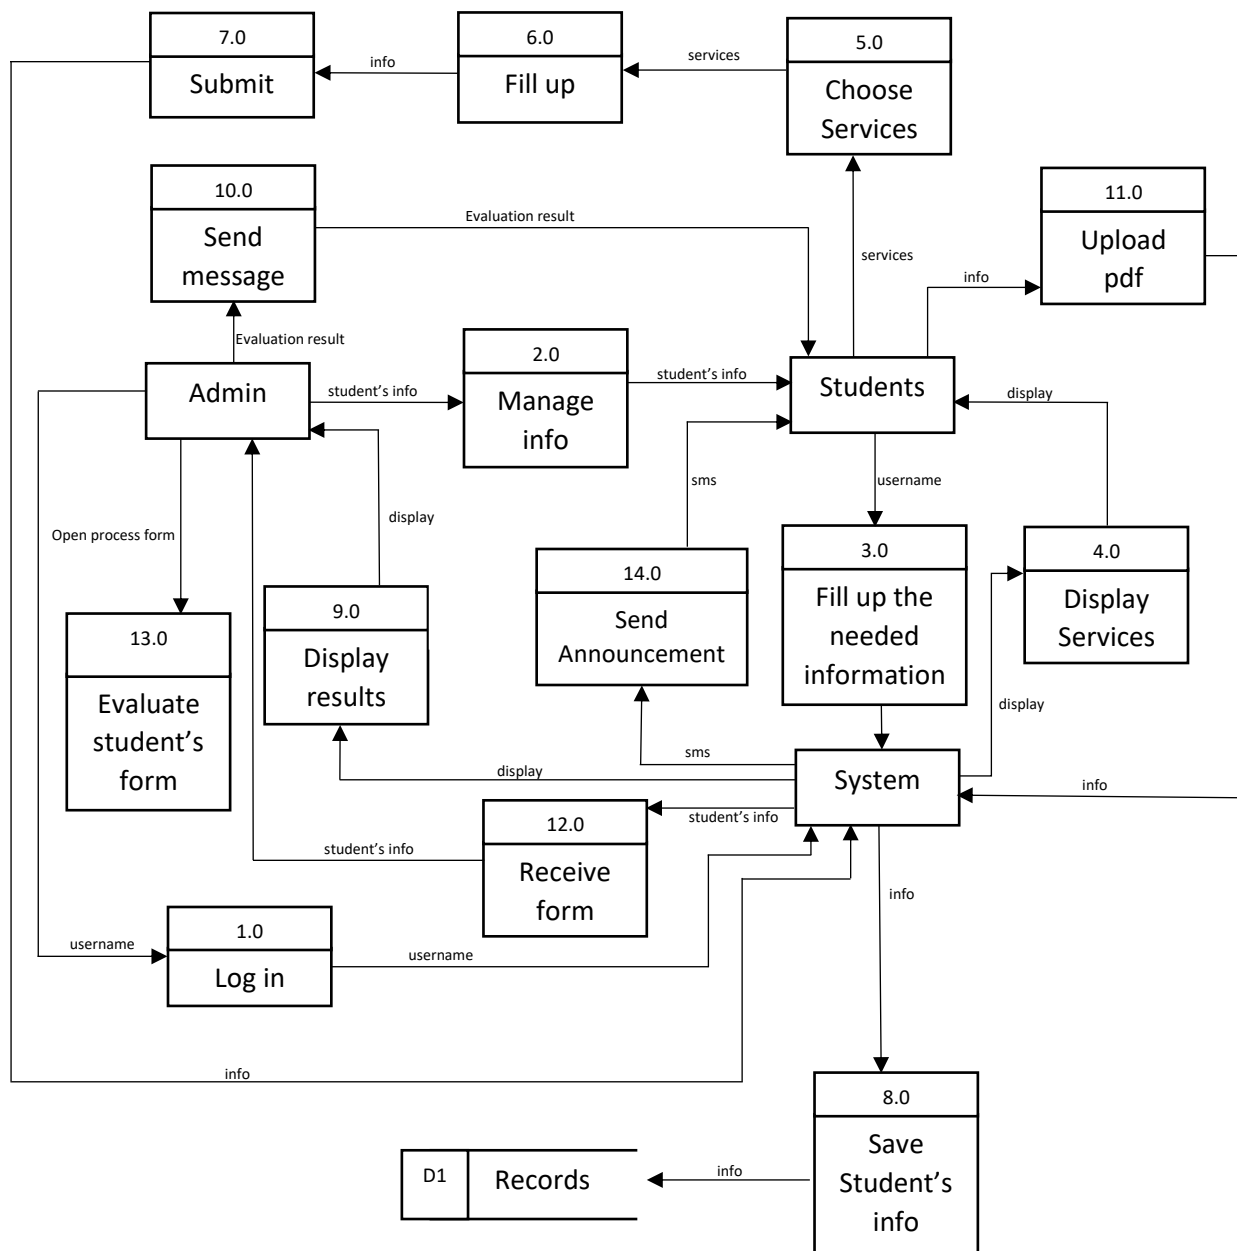 7.0
Submit
info
6.0
Fill up
services
5.0
Choose
Services
10.0
Send
message
Evaluation result
services
11.0
Upload
pdf
info
Evaluation result
Admin
student's info
2.0
Manage
info
student's info
Students
display
sms
username
Open process form
display
13.0
Evaluate
student's
form
9.0
Display
results
14.0
Send
Announcement
3.0
Fill up the
needed
information
4.0
Display
Services
display
sms
display
System
info
student's info
12.0
Receive
form
student's info
info
username
1.0
Log in
username
info
8.0
Save
Student's
info
D1
Records
info